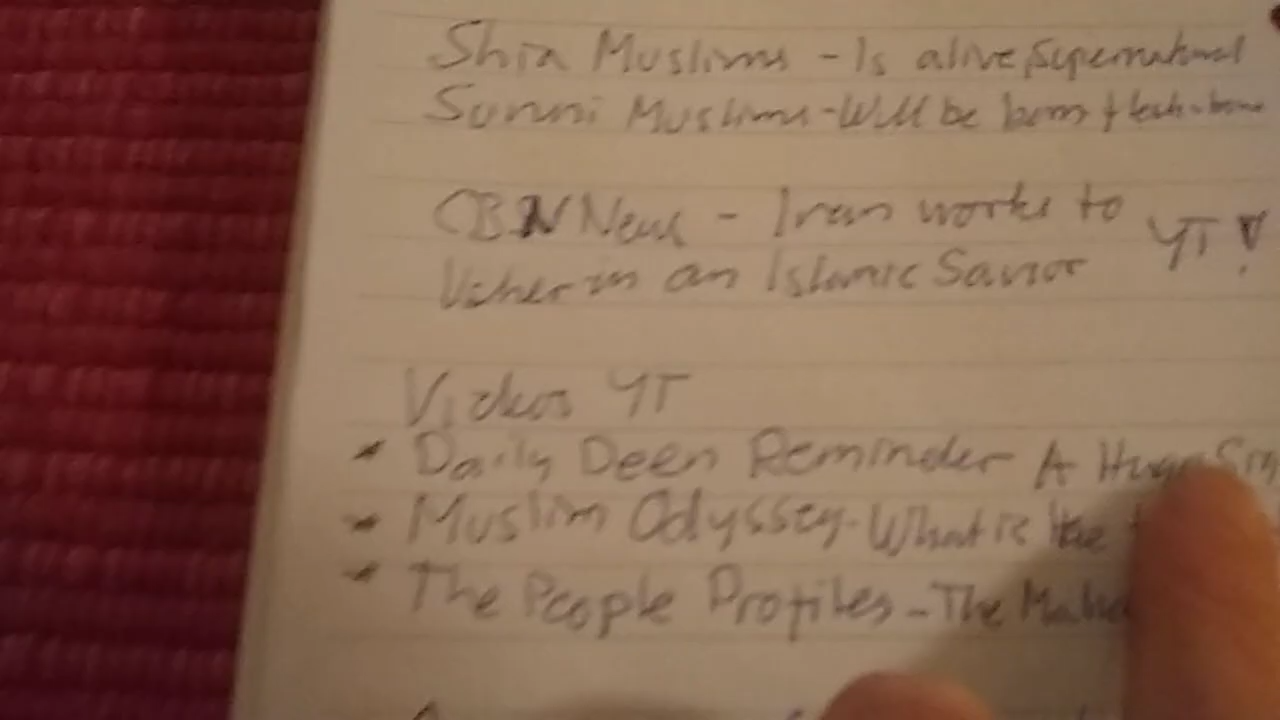 Shia Muslims - Is alive, Supernatural
Sunni Muslims - Will be born
CBN News - Iran works to
Usher in an Islamic Savior
YT!
Videos YT
* Daily Deen Reminder A Huge
* Muslim Odyssey - What is the
* The People Profiles - The